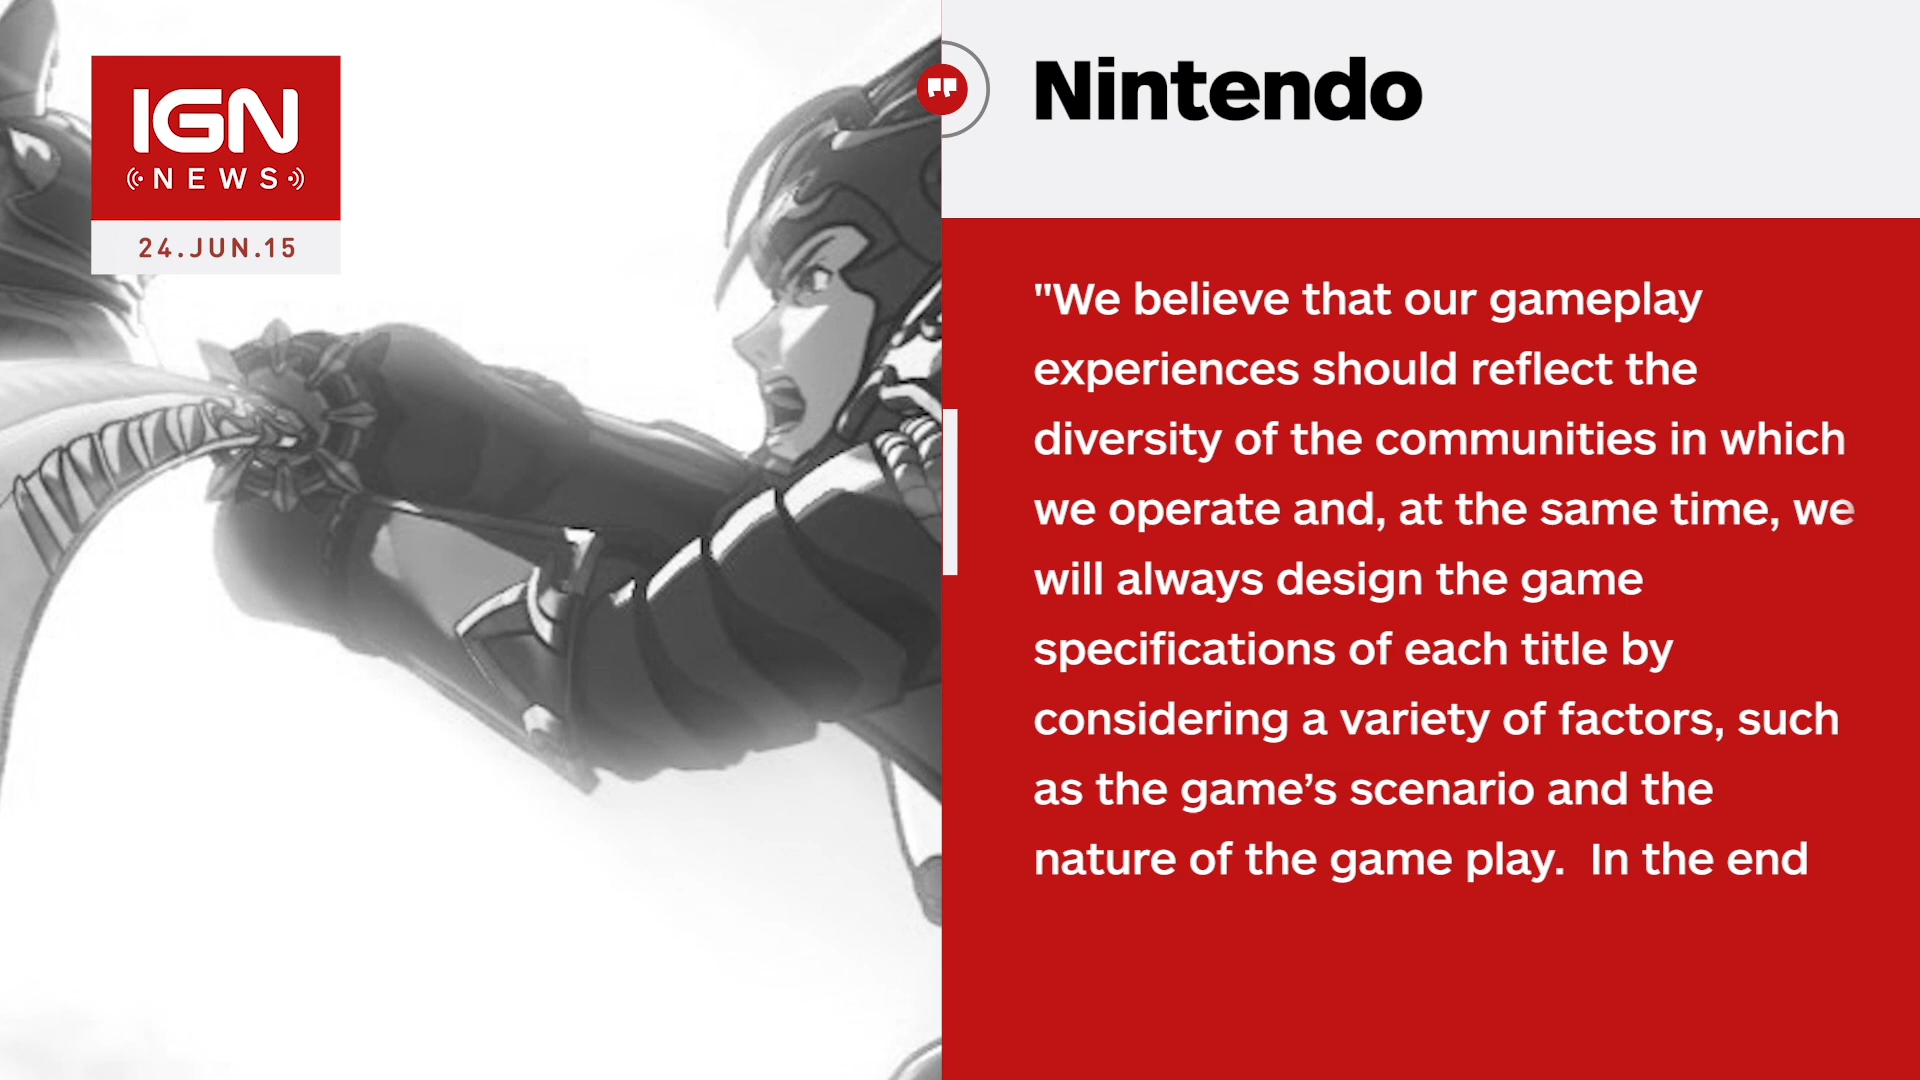 IGN
NEWS
24.JUN.15
Nintendo
"We believe that our gameplay
experiences should reflect the
diversity of the communities in which
we operate and, at the same time, we
will always design the game
specifications of each title by
considering a variety of factors, such
as the game’s scenario and the
nature of the game play.  In the end